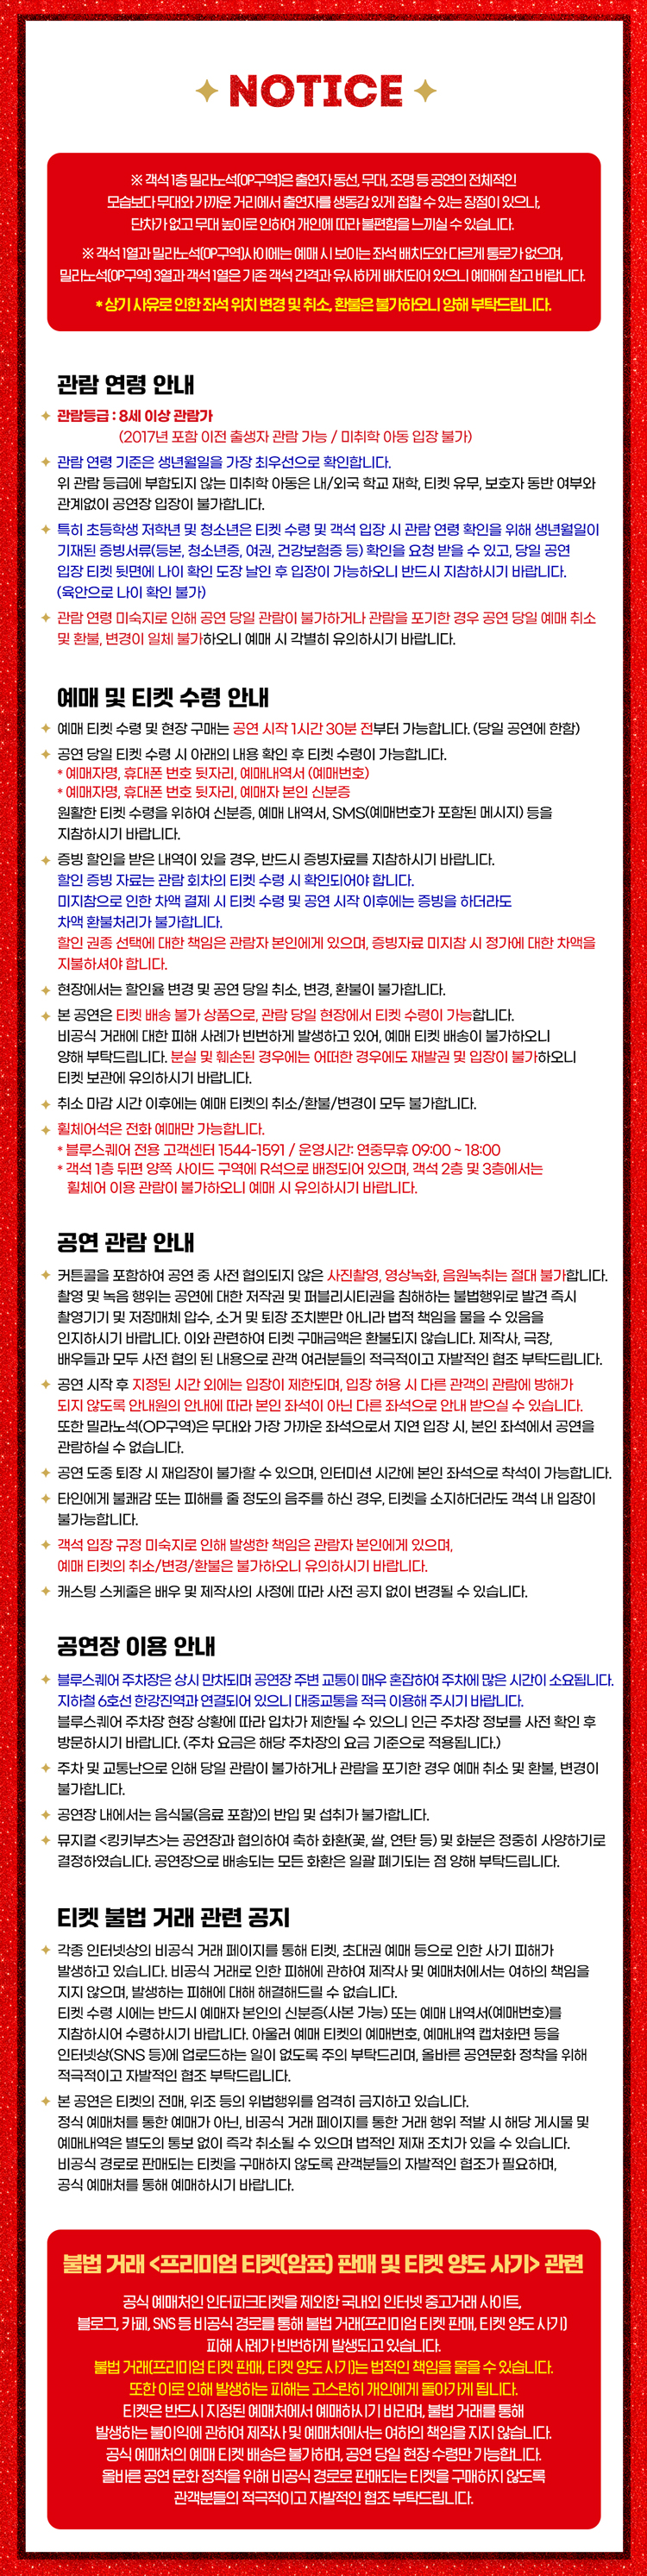 NOTICE
※ 객석 1층 밀라노석(OP구역)은 출연자 동선, 무대, 조명 등 공연의 전체적인
모습보다 무대와 가까운 거리에서 출연자를 생동감 있게 접할 수 있는 장점이 있으나,
단차가 없고 무대 높이로 인하여 개인에 따라 불편함을 느끼실 수 있습니다.
※ 객석 1열과 밀라노석(OP구역)사이에는 예매 시 보이는 좌석 배치도와 다르게 통로가 없으며,
밀라노석(OP구역) 3열과 객석 1열은 기존 객석 간격과 유사하게 배치되어 있으니 예매에 참고 바랍니다.
* 상기 사유로 인한 좌석 위치 변경 및 취소, 환불은 불가하오니 양해 부탁드립니다.
관람 연령 안내
관람등급 : 8세 이상 관람가
(2017년 포함 이전 출생자 관람 가능 / 미취학 아동 입장 불가)
관람 연령 기준은 생년월일을 가장 최우선으로 확인합니다.
위 관람 등급에 부합되지 않는 미취학 아동은 내/외국 학교 재학, 티켓 유무, 보호자 동반 여부와
관계없이 공연장 입장이 불가합니다.
특히 초등학생 저학년 및 청소년은 티켓 수령 및 객석 입장 시 관람 연령 확인을 위해 생년월일이
기재된 증빙서류(등본, 청소년증, 여권, 건강보험증 등) 확인을 요청 받을 수 있고, 당일 공연
입장 티켓 뒷면에 나이 확인 도장 날인 후 입장이 가능하오니 반드시 지참하시기 바랍니다.
(육안으로 나이 확인 불가)
관람 연령 미숙지로 인해 공연 당일 관람이 불가하거나 관람을 포기한 경우 공연 당일 예매 취소
및 환불, 변경이 일체 불가하오니 예매 시 각별히 유의하시기 바랍니다.
예매 및 티켓 수령 안내
예매 티켓 수령 및 현장 구매는 공연 시작 1시간 30분 전부터 가능합니다. (당일 공연에 한함)
공연 당일 티켓 수령 시 아래의 내용 확인 후 티켓 수령이 가능합니다.
* 예매자명, 휴대폰 번호 뒷자리, 예매내역서 (예매번호)
* 예매자명, 휴대폰 번호 뒷자리, 예매자 본인 신분증
원활한 티켓 수령을 위하여 신분증, 예매 내역서, SMS(예매번호가 포함된 메시지) 등을
지참하시기 바랍니다.
증빙 할인을 받은 내역이 있을 경우, 반드시 증빙자료를 지참하시기 바랍니다.
할인 증빙 자료는 관람 회차의 티켓 수령 시 확인되어야 합니다.
미지참으로 인한 차액 결제 시 티켓 수령 및 공연 시작 이후에는 증빙을 하더라도
차액 환불처리가 불가합니다.
할인 권종 선택에 대한 책임은 관람자 본인에게 있으며, 증빙자료 미지참 시 정가에 대한 차액을
지불하셔야 합니다.
현장에서는 할인율 변경 및 공연 당일 취소, 변경, 환불이 불가합니다.
본 공연은 티켓 배송 불가 상품으로, 관람 당일 현장에서 티켓 수령이 가능합니다.
비공식 거래에 대한 피해 사례가 빈번하게 발생하고 있어, 예매 티켓 배송이 불가하오니
양해 부탁드립니다. 분실 및 훼손된 경우에는 어떠한 경우에도 재발권 및 입장이 불가하오니
티켓 보관에 유의하시기 바랍니다.
취소 마감 시간 이후에는 예매 티켓의 취소/환불/변경이 모두 불가합니다.
휠체어석은 전화 예매만 가능합니다.
* 블루스퀘어 전용 고객센터 1544-1591 / 운영시간: 연중무휴 09:00 ~ 18:00
* 객석 1층 뒤편 양쪽 사이드 구역에 R석으로 배정되어 있으며, 객석 2층 및 3층에서는
휠체어 이용 관람이 불가하오니 예매 시 유의하시기 바랍니다.
공연 관람 안내
커튼콜을 포함하여 공연 중 사전 협의되지 않은 사진촬영, 영상녹화, 음원녹취는 절대 불가합니다.
촬영 및 녹음 행위는 공연에 대한 저작권 및 퍼블리시티권을 침해하는 불법행위로 발견 즉시
촬영기기 및 저장매체 압수, 소거 및 퇴장 조치뿐만 아니라 법적 책임을 물을 수 있음을
인지하시기 바랍니다. 이와 관련하여 티켓 구매금액은 환불되지 않습니다. 제작사, 극장,
배우들과 모두 사전 협의 된 내용으로 관객 여러분들의 적극적이고 자발적인 협조 부탁드립니다.
공연 시작 후 지정된 시간 외에는 입장이 제한되며, 입장 허용 시 다른 관객의 관람에 방해가
되지 않도록 안내원의 안내에 따라 본인 좌석이 아닌 다른 좌석으로 안내 받으실 수 있습니다.
또한 밀라노석(OP구역)은 무대와 가장 가까운 좌석으로서 지연 입장 시, 본인 좌석에서 공연을
관람하실 수 없습니다.
공연 도중 퇴장 시 재입장이 불가할 수 있으며, 인터미션 시간에 본인 좌석으로 착석이 가능합니다.
타인에게 불쾌감 또는 피해를 줄 정도의 음주를 하신 경우, 티켓을 소지하더라도 객석 내 입장이
불가능합니다.
객석 입장 규정 미숙지로 인해 발생한 책임은 관람자 본인에게 있으며,
예매 티켓의 취소/변경/환불은 불가하오니 유의하시기 바랍니다.
캐스팅 스케줄은 배우 및 제작사의 사정에 따라 사전 공지 없이 변경될 수 있습니다.
공연장 이용 안내
블루스퀘어 주차장은 상시 만차되며 공연장 주변 교통이 매우 혼잡하여 주차에 많은 시간이 소요됩니다.
지하철 6호선 한강진역과 연결되어 있으니 대중교통을 적극 이용해 주시기 바랍니다.
블루스퀘어 주차장 현장 상황에 따라 입차가 제한될 수 있으니 인근 주차장 정보를 사전 확인 후
방문하시기 바랍니다. (주차 요금은 해당 주차장의 요금 기준으로 적용됩니다.)
주차 및 교통난으로 인해 당일 관람이 불가하거나 관람을 포기한 경우 예매 취소 및 환불, 변경이
불가합니다.
공연장 내에서는 음식물(음료 포함)의 반입 및 섭취가 불가합니다.
뮤지컬 <킹키부츠>는 공연장과 협의하여 축하 화환(꽃, 쌀, 연탄 등) 및 화분은 정중히 사양하기로
결정하였습니다. 공연장으로 배송되는 모든 화환은 일괄 폐기되는 점 양해 부탁드립니다.
티켓 불법 거래 관련 공지
각종 인터넷상의 비공식 거래 페이지를 통해 티켓, 초대권 예매 등으로 인한 사기 피해가
발생하고 있습니다. 비공식 거래로 인한 피해에 관하여 제작사 및 예매처에서는 여하의 책임을
지지 않으며, 발생하는 피해에 대해 해결해드릴 수 없습니다.
티켓 수령 시에는 반드시 예매자 본인의 신분증(사본 가능) 또는 예매 내역서(예매번호)를
지참하시어 수령하시기 바랍니다. 아울러 예매 티켓의 예매번호, 예매내역 캡처화면 등을
인터넷상(SNS 등)에 업로드하는 일이 없도록 주의 부탁드리며, 올바른 공연문화 정착을 위해
적극적이고 자발적인 협조 부탁드립니다.
본 공연은 티켓의 전매, 위조 등의 위법행위를 엄격히 금지하고 있습니다.
정식 예매처를 통한 예매가 아닌, 비공식 거래 페이지를 통한 거래 행위 적발 시 해당 게시물 및
예매내역은 별도의 통보 없이 즉각 취소될 수 있으며 법적인 제재 조치가 있을 수 있습니다.
비공식 경로로 판매되는 티켓을 구매하지 않도록 관객분들의 자발적인 협조가 필요하며,
공식 예매처를 통해 예매하시기 바랍니다.
불법 거래 <프리미엄 티켓(암표) 판매 및 티켓 양도 사기> 관련
공식 예매처인 인터파크티켓을 제외한 국내외 인터넷 중고거래 사이트,
블로그, 카페, SNS 등 비공식 경로를 통해 불법 거래(프리미엄 티켓 판매, 티켓 양도 사기)
피해 사례가 빈번하게 발생되고 있습니다.
불법 거래(프리미엄 티켓 판매, 티켓 양도 사기)는 법적인 책임을 물을 수 있습니다.
또한 이로 인해 발생하는 피해는 고스란히 개인에게 돌아가게 됩니다.
티켓은 반드시 지정된 예매처에서 예매하시기 바라며, 불법 거래를 통해
발생하는 불이익에 관하여 제작사 및 예매처에서는 여하의 책임을 지지 않습니다.
공식 예매처의 예매 티켓 배송은 불가하며, 공연 당일 현장 수령만 가능합니다.
올바른 공연 문화 정착을 위해 비공식 경로로 판매되는 티켓을 구매하지 않도록
관객분들의 적극적이고 자발적인 협조 부탁드립니다.